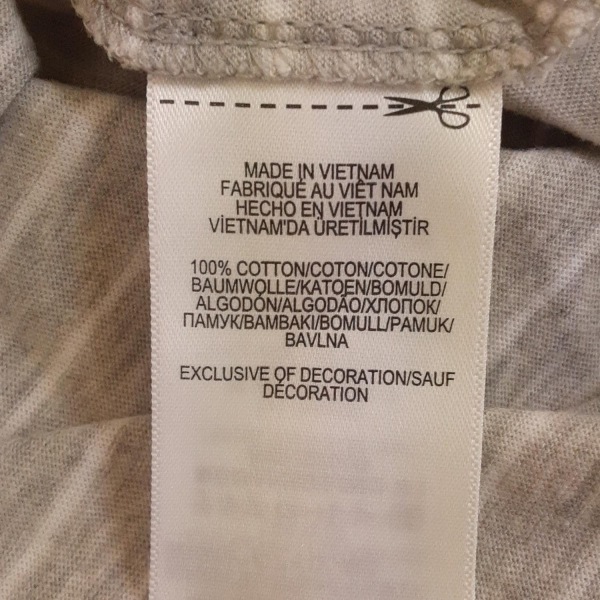 MADE IN VIETNAM
FABRIQUÉ AU VIÊT NAM
HECHO EN VIETNAM
VİETNAM'DA ÜRETİLMİŞTİR
100% COTTON/COTON/COTONE/
BAUMWOLLE/KATOEN/BOMULD/
ALGODÓN/ALGODÃO/ХЛОПОК/
ПАМУК/BAMBAKI/BOMULL/PAMUK/
BAVLNA
EXCLUSIVE OF DECORATION/SAUF
DÉCORATION